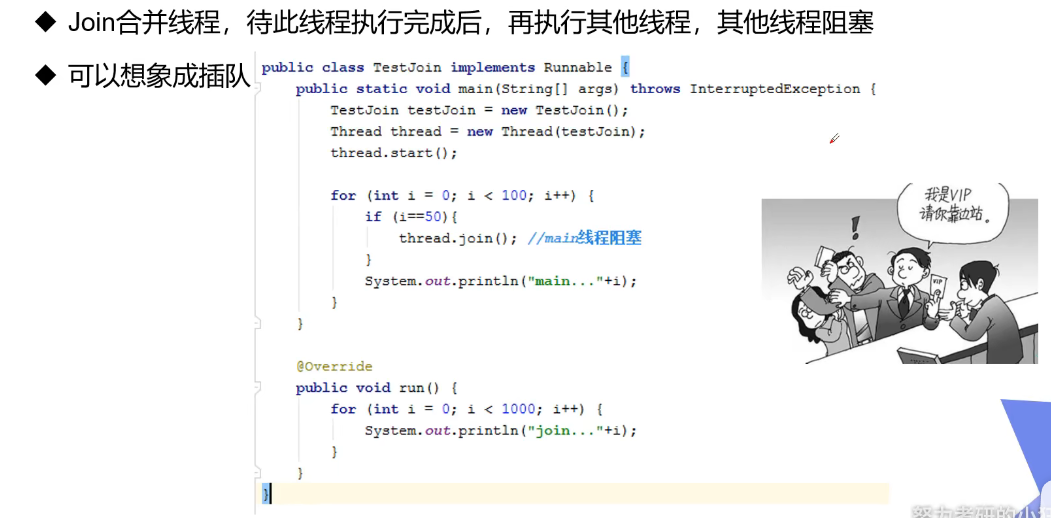 ◆ Join合并线程，待此线程执行完成后，再执行其他线程，其他线程阻塞
◆ 可以想象成插队
public class TestJoin implements Runnable {
    public static void main(String[] args) throws InterruptedException {
        TestJoin testJoin = new TestJoin();
        Thread thread = new Thread(testJoin);
        thread.start();

        for (int i = 0; i < 100; i++) {
            if (i==50){
                thread.join(); //main线程阻塞
            }
            System.out.println("main..."+i);
        }
    }

    @Override
    public void run() {
        for (int i = 0; i < 1000; i++) {
            System.out.println("join..."+i);
        }
    }
}
我是VIP
请你靠边站。
!
VIP